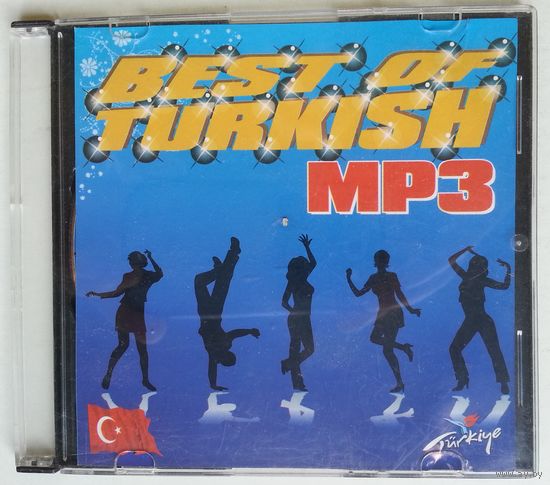 BEST OF
TURKISH
MP3
Türkiye